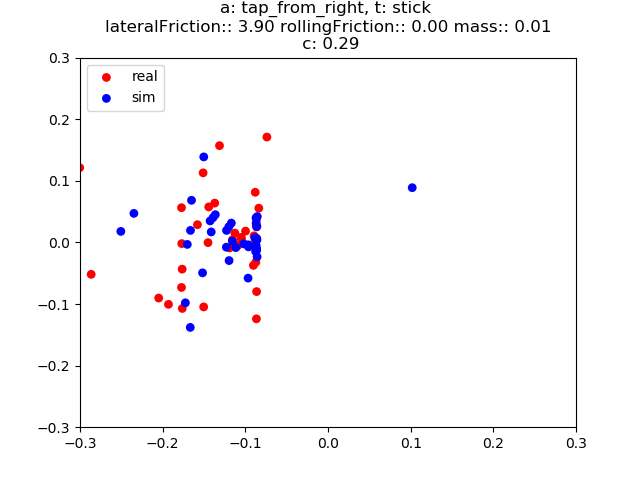 a: tap_from_right, t: stick
lateralFriction:: 3.90 rollingFriction:: 0.00 mass:: 0.01
c: 0.29
real
sim
0.3
0.2
0.1
0.0
−0.1
−0.2
−0.3
−0.3 −0.2 −0.1 0.0 0.1 0.2 0.3